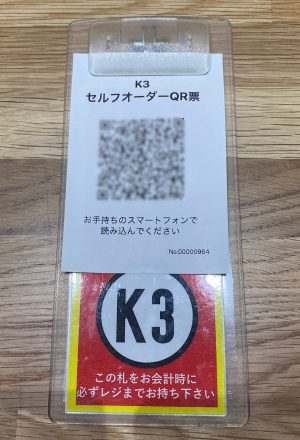 K3
セルフオーダーQR票
お手持ちのスマートフォンで
読み込んでください
No.00000964
K3
この札をお会計時に
必ずレジまでお持ち下さい